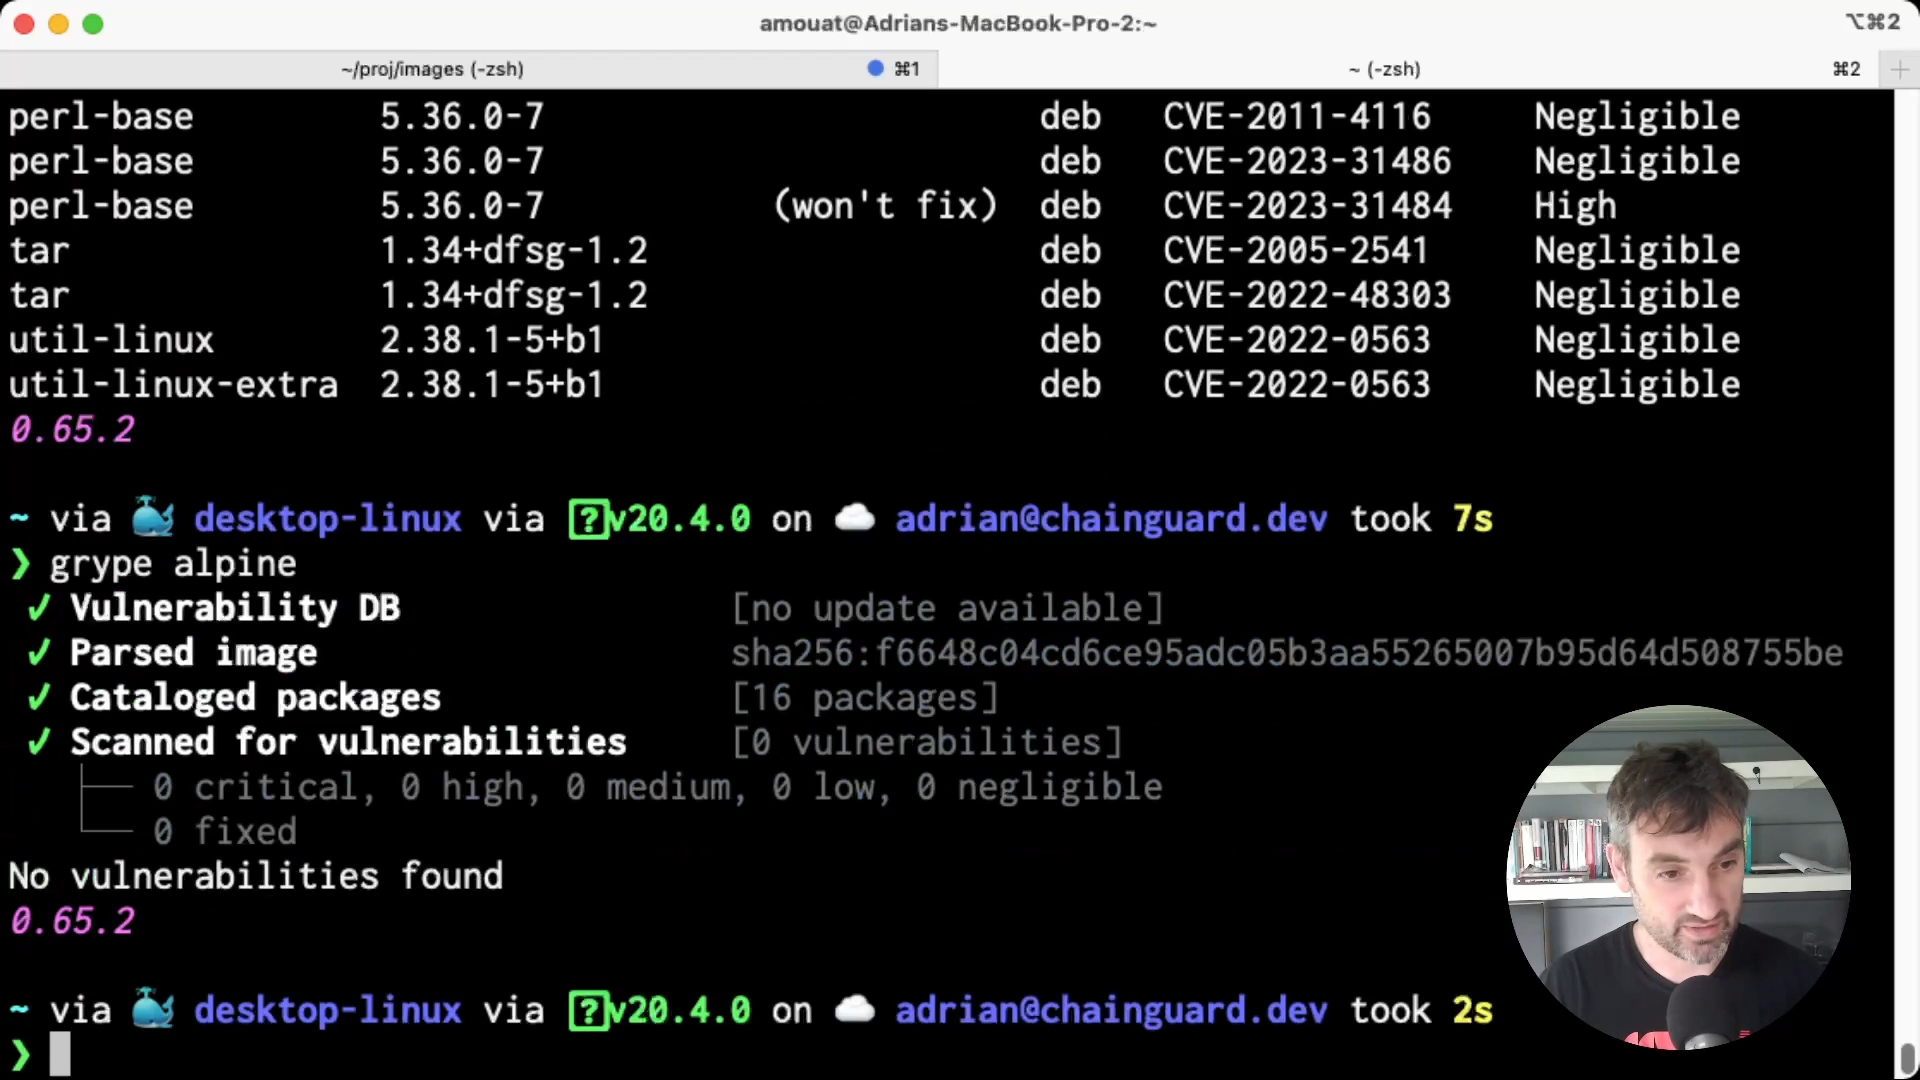 amouat@Adrians-MacBook-Pro-2:~ ⌥⌘2
~/proj/images (-zsh) ⌘1 ~ (-zsh) ⌘2
perl-base 5.36.0-7 deb CVE-2011-4116 Negligible
perl-base 5.36.0-7 deb CVE-2023-31486 Negligible
perl-base 5.36.0-7 (won't fix) deb CVE-2023-31484 High
tar 1.34+dfsg-1.2 deb CVE-2005-2541 Negligible
tar 1.34+dfsg-1.2 deb CVE-2022-48303 Negligible
util-linux 2.38.1-5+b1 deb CVE-2022-0563 Negligible
util-linux-extra 2.38.1-5+b1 deb CVE-2022-0563 Negligible
0.65.2
~ via 🐳 desktop-linux via [?]v20.4.0 on ☁️ adrian@chainguard.dev took 7s
❯ grype alpine
✓ Vulnerability DB [no update available]
✓ Parsed image sha256:f6648c04cd6ce95adc05b3aa55265007b95d64d508755be
✓ Cataloged packages [16 packages]
✓ Scanned for vulnerabilities [0 vulnerabilities]
├── 0 critical, 0 high, 0 medium, 0 low, 0 negligible
└── 0 fixed
No vulnerabilities found
0.65.2
~ via 🐳 desktop-linux via [?]v20.4.0 on ☁️ adrian@chainguard.dev took 2s
❯